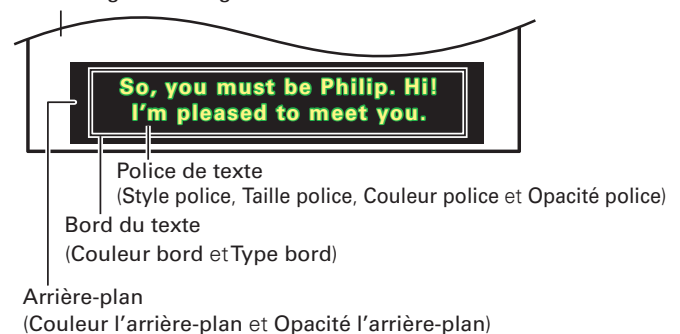 So, you must be Philip. Hi!
I'm pleased to meet you.
Police de texte
(Style police, Taille police, Couleur police et Opacité police)
Bord du texte
(Couleur bord et Type bord)
Arrière-plan
(Couleur l'arrière-plan et Opacité l'arrière-plan)